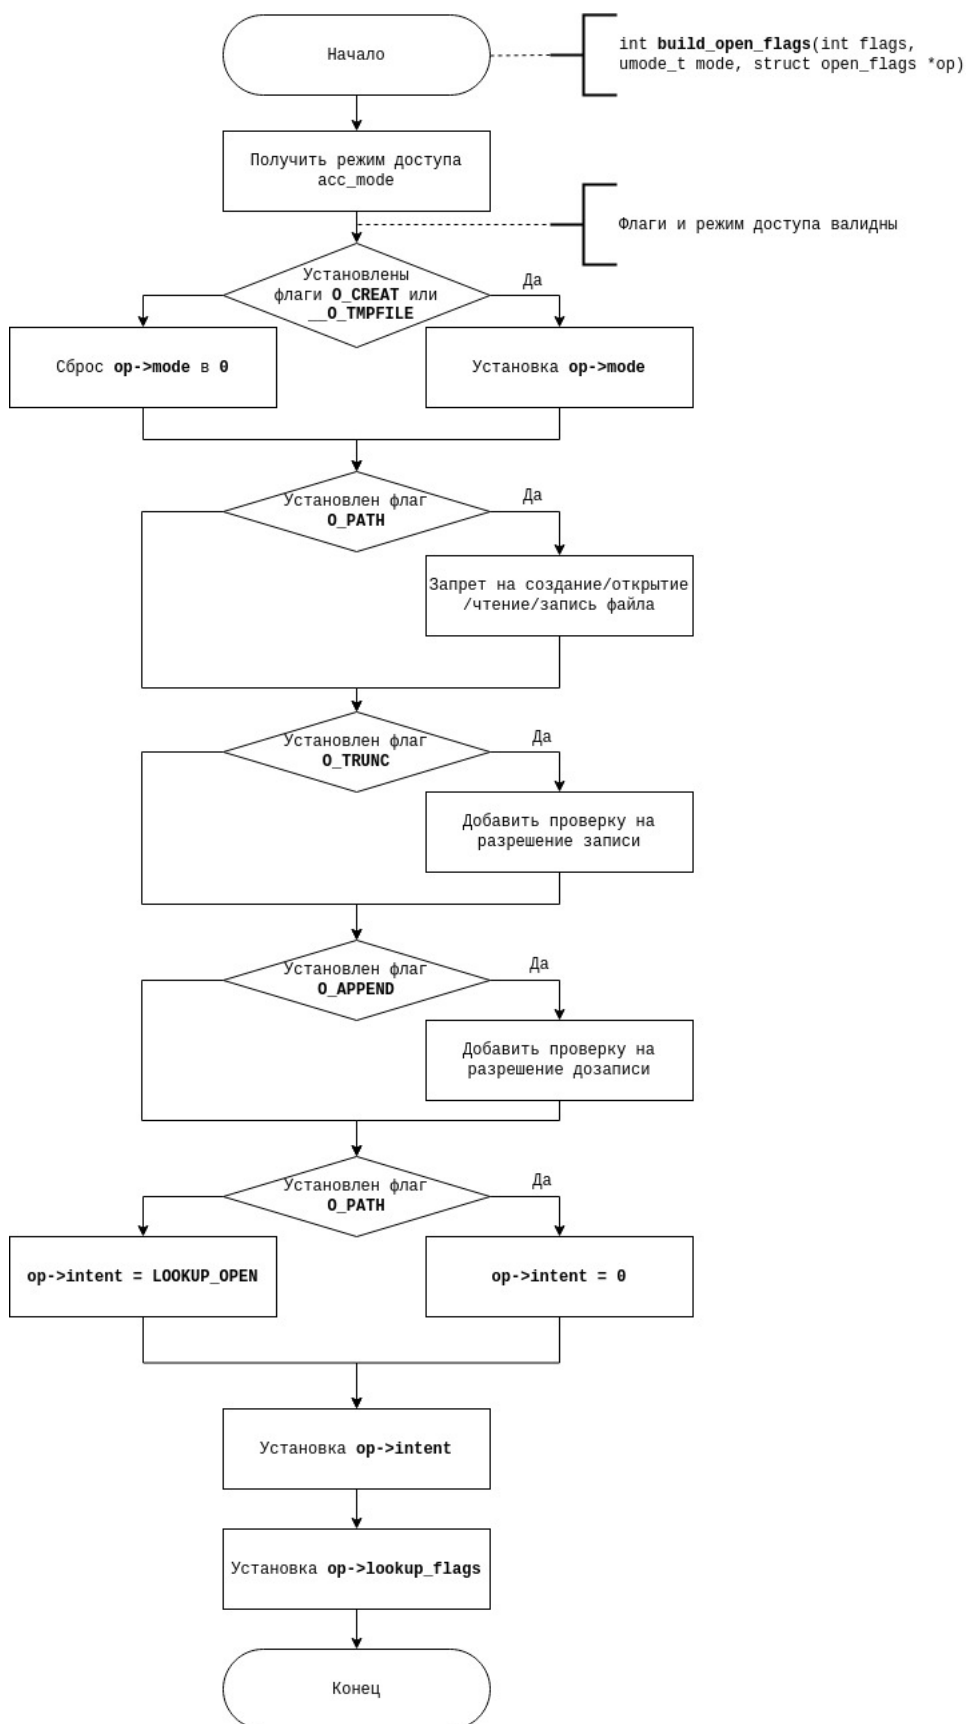 Начало
int build_open_flags(int flags,
umode_t mode, struct open_flags *op)
Получить режим доступа
acc_mode
Флаги и режим доступа валидны
Установлены
флаги O_CREAT или
__O_TMPFILE
Да
Сброс op->mode в 0
Установка op->mode
Установлен флаг
O_PATH
Да
Запрет на создание/открытие
/чтение/запись файла
Установлен флаг
O_TRUNC
Да
Добавить проверку на
разрешение записи
Установлен флаг
O_APPEND
Да
Добавить проверку на
разрешение дозаписи
Установлен флаг
O_PATH
Да
op->intent = LOOKUP_OPEN
op->intent = 0
Установка op->intent
Установка op->lookup_flags
Конец